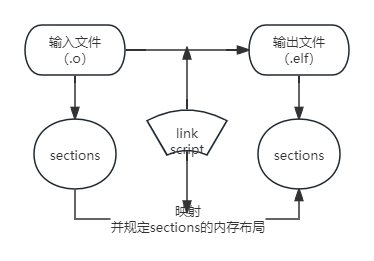 输入文件
（.o）
输出文件
（.elf）
sections
link
script
sections
映射
并规定sections的内存布局